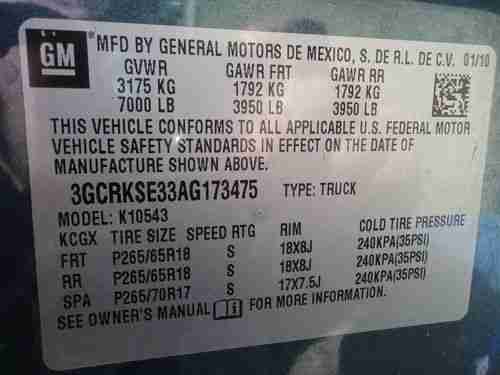 GM
MFD BY GENERAL MOTORS DE MEXICO, S. DE R.L. DE C.V. 01/10
GVWR GAWR FRT GAWR RR
3175 KG 1792 KG 1792 KG
7000 LB 3950 LB 3950 LB
THIS VEHICLE CONFORMS TO ALL APPLICABLE U.S. FEDERAL MOTOR
VEHICLE SAFETY STANDARDS IN EFFECT ON THE DATE OF
MANUFACTURE SHOWN ABOVE.
3GCRKSE33AG173475 TYPE: TRUCK
MODEL: K10543
KCGX TIRE SIZE SPEED RTG RIM COLD TIRE PRESSURE
FRT P265/65R18 S 18X8J 240KPA(35PSI)
RR P265/65R18 S 18X8J 240KPA(35PSI)
SPA P265/70R17 S 17X7.5J 240KPA(35PSI)
SEE OWNER'S MANUAL FOR MORE INFORMATION.